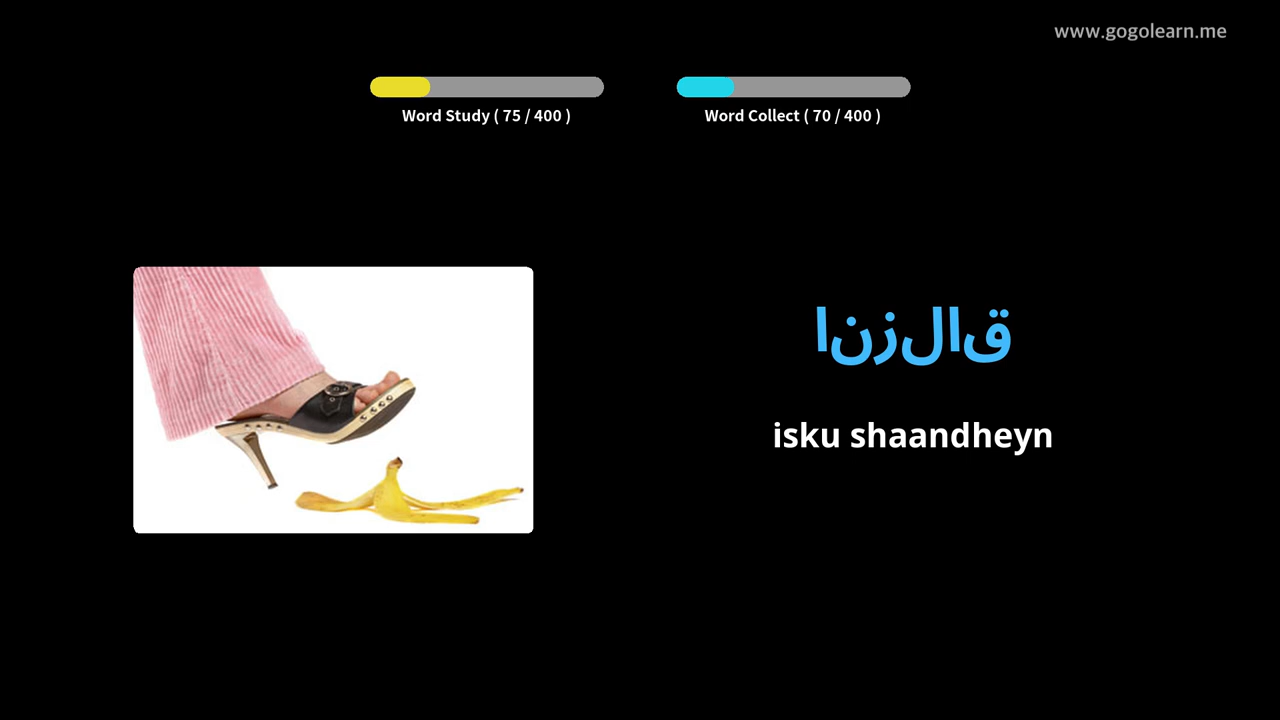 www.gogolearn.me
Word Study ( 75 / 400 )
Word Collect ( 70 / 400 )
انزلاق
isku shaandheyn